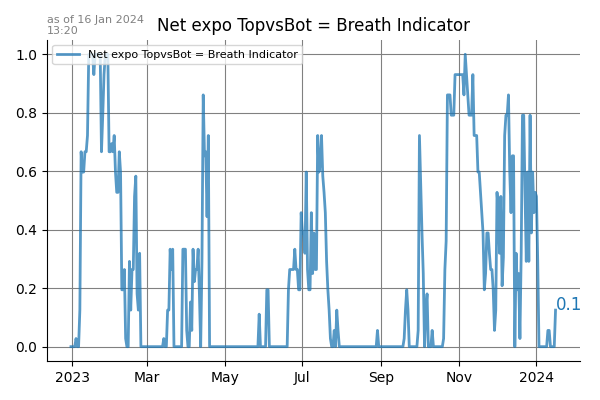 as of 16 Jan 2024
13:20
Net expo TopvsBot = Breath Indicator
Net expo TopvsBot = Breath Indicator
1.0
0.8
0.6
0.4
0.2
0.0
0.1
2023 Mar May Jul Sep Nov 2024